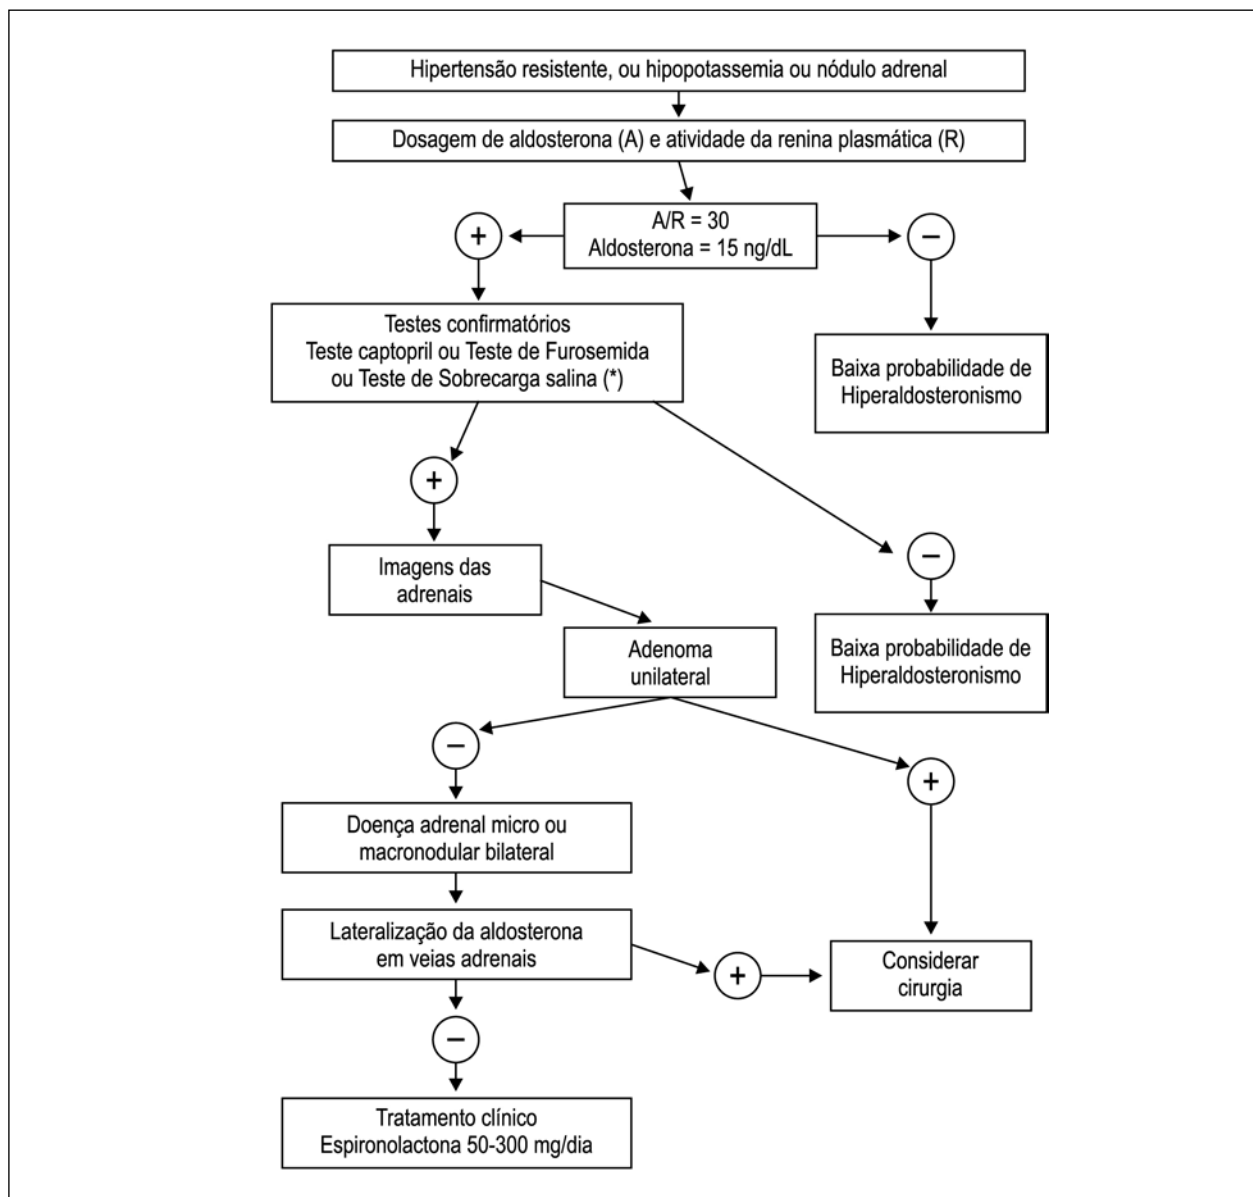 Hipertensão resistente, ou hipopotassemia ou nódulo adrenal
Dosagem de aldosterona (A) e atividade da renina plasmática (R)
A/R = 30
Aldosterona = 15 ng/dL
+
−
Testes confirmatórios
Teste captopril ou Teste de Furosemida
ou Teste de Sobrecarga salina (*)
Baixa probabilidade de
Hiperaldosteronismo
+
−
Imagens das
adrenais
Baixa probabilidade de
Hiperaldosteronismo
Adenoma
unilateral
−
+
Doença adrenal micro ou
macronodular bilateral
Lateralização da aldosterona
em veias adrenais
+
Considerar
cirurgia
−
Tratamento clínico
Espironolactona 50-300 mg/dia